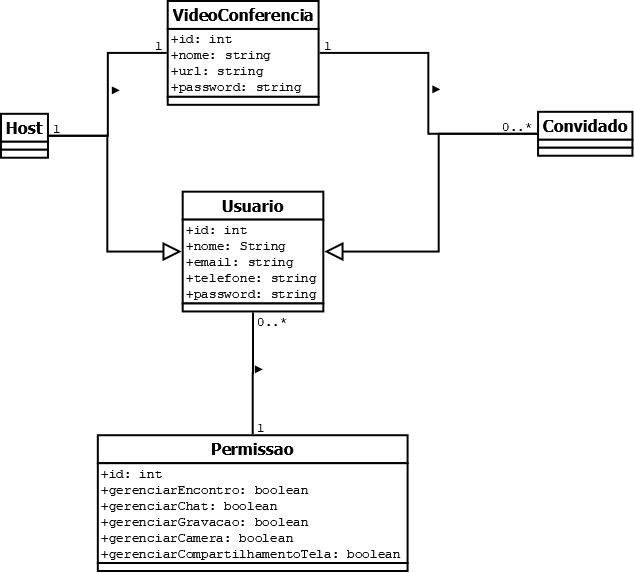 VideoConferencia
+id: int
+nome: string
+url: string
+password: string
1
1
Host
1
0..*
Convidado
Usuario
+id: int
+nome: String
+email: string
+telefone: string
+password: string
0..*
1
Permissao
+id: int
+gerenciarEncontro: boolean
+gerenciarChat: boolean
+gerenciarGravacao: boolean
+gerenciarCamera: boolean
+gerenciarCompartilhamentoTela: boolean